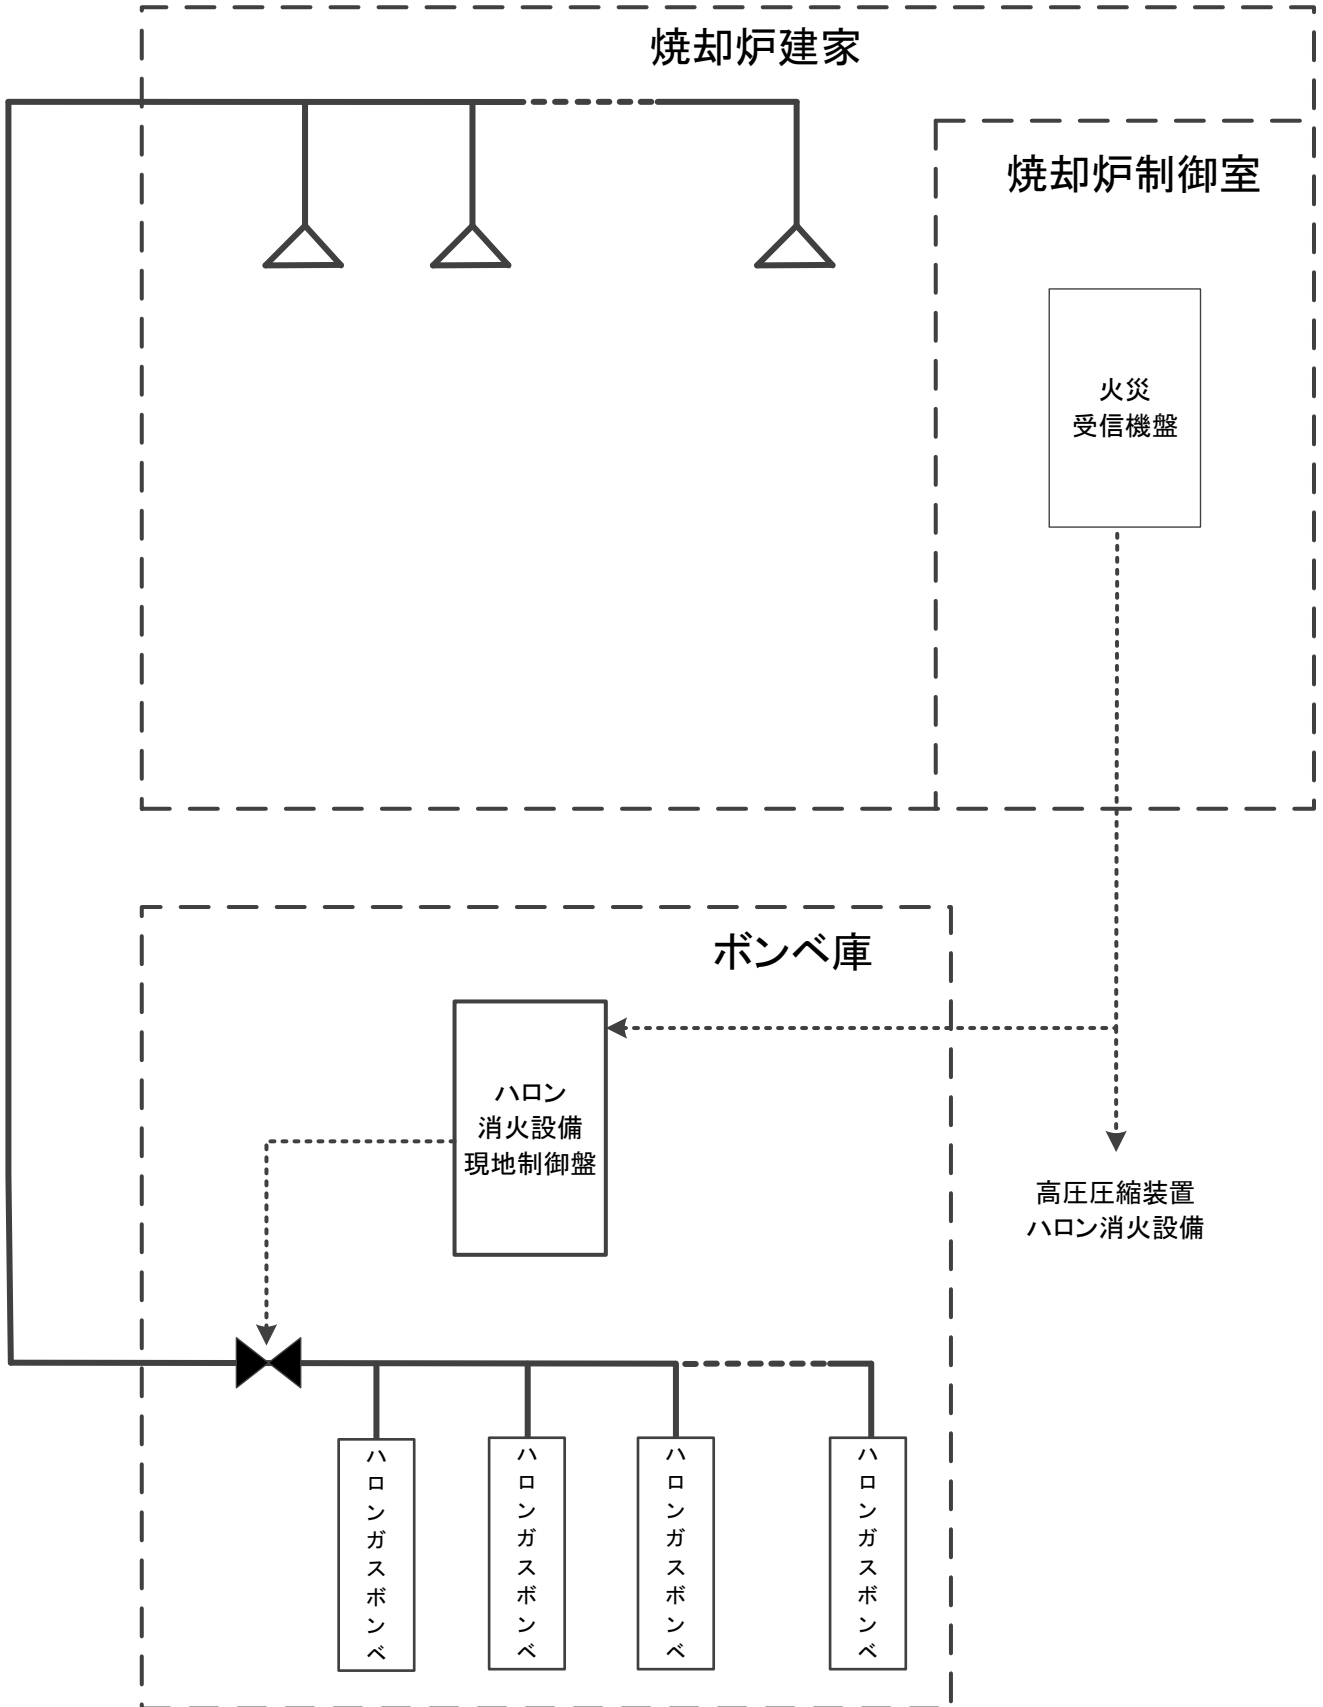 焼却炉建家
焼却炉制御室
火災
受信機盤
ボンベ庫
ハロン
消火設備
現地制御盤
高圧圧縮装置
ハロン消火設備
ハロンガスボンベ
ハロンガスボンベ
ハロンガスボンベ
ハロンガスボンベ